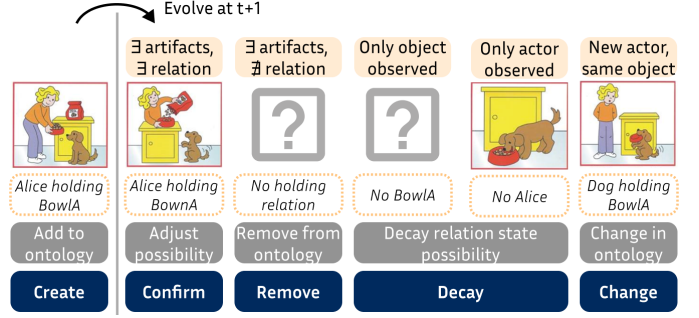 Evolve at t+1
∃ artifacts,
∃ relation
∃ artifacts,
∄ relation
Only object
observed
Only actor
observed
New actor,
same object
?
?
Alice holding
BowlA
Alice holding
BownA
No holding
relation
No BowlA
No Alice
Dog holding
BowlA
Add to
ontology
Adjust
possibility
Remove from
ontology
Decay relation state
possibility
Change in
ontology
Create
Confirm
Remove
Decay
Change